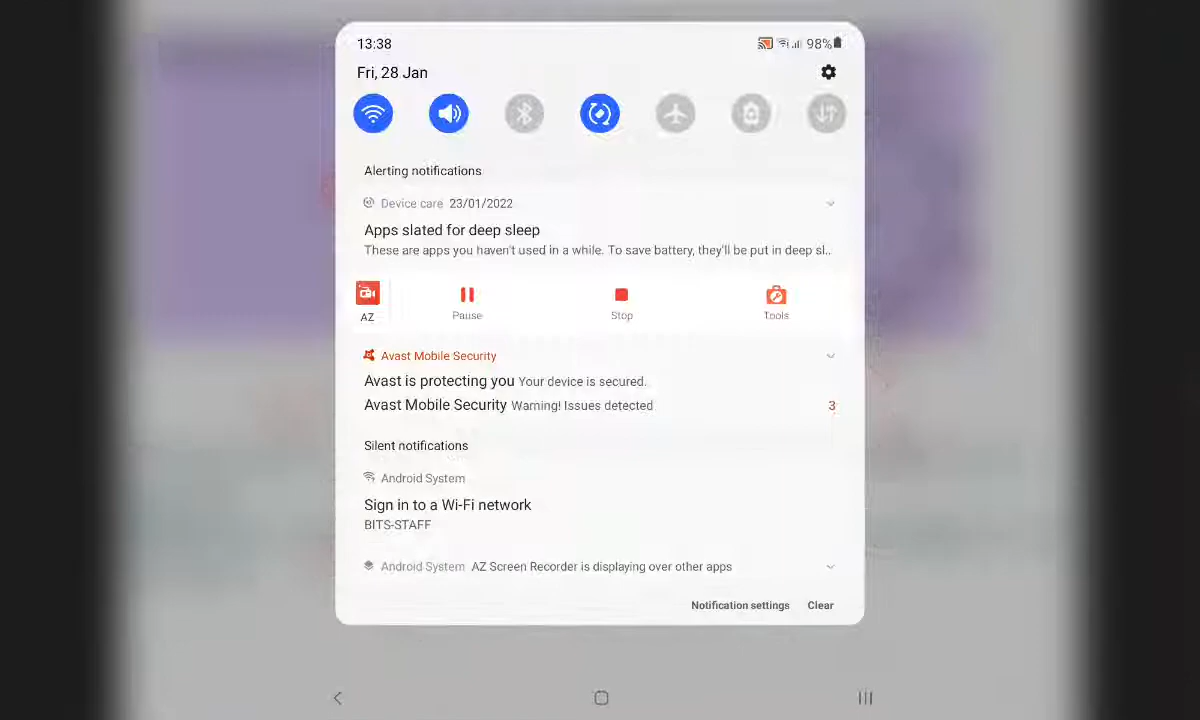 13:38
98%
Fri, 28 Jan
Alerting notifications
Device care 23/01/2022
Apps slated for deep sleep
These are apps you haven't used in a while. To save battery, they'll be put in deep sl..
AZ
Pause
Stop
Tools
Avast Mobile Security
Avast is protecting you Your device is secured.
Avast Mobile Security Warning! Issues detected 3
Silent notifications
Android System
Sign in to a Wi-Fi network
BITS-STAFF
Android System AZ Screen Recorder is displaying over other apps
Notification settings Clear